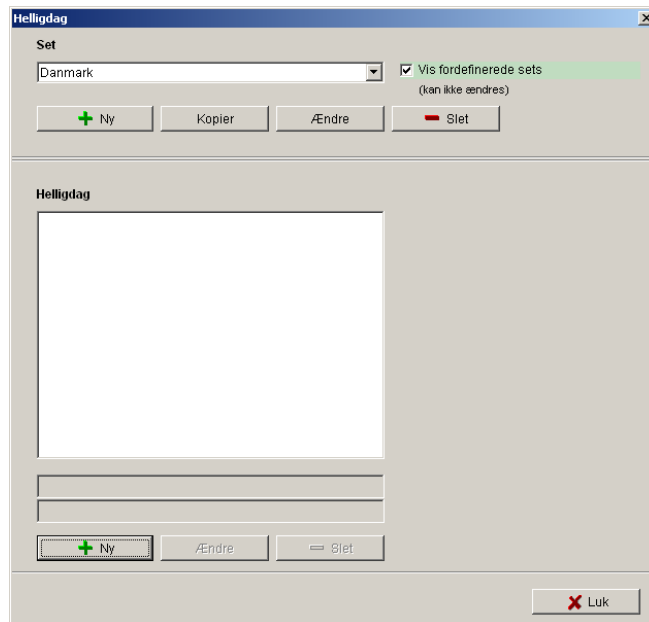 Helligdag
Set
Danmark
Vis fordefinerede sets
(kan ikke ændres)
Ny Kopier Ændre Slet
Helligdag
Ny Ændre Slet
Luk